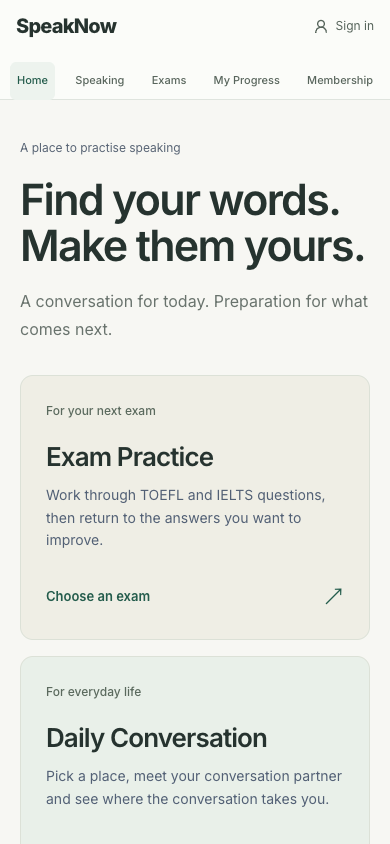 SpeakNow
Sign in
Home
Speaking
Exams
My Progress
Membership
A place to practise speaking
Find your words.
Make them yours.
A conversation for today. Preparation for what
comes next.
For your next exam
Exam Practice
Work through TOEFL and IELTS questions,
then return to the answers you want to
improve.
Choose an exam
For everyday life
Daily Conversation
Pick a place, meet your conversation partner
and see where the conversation takes you.